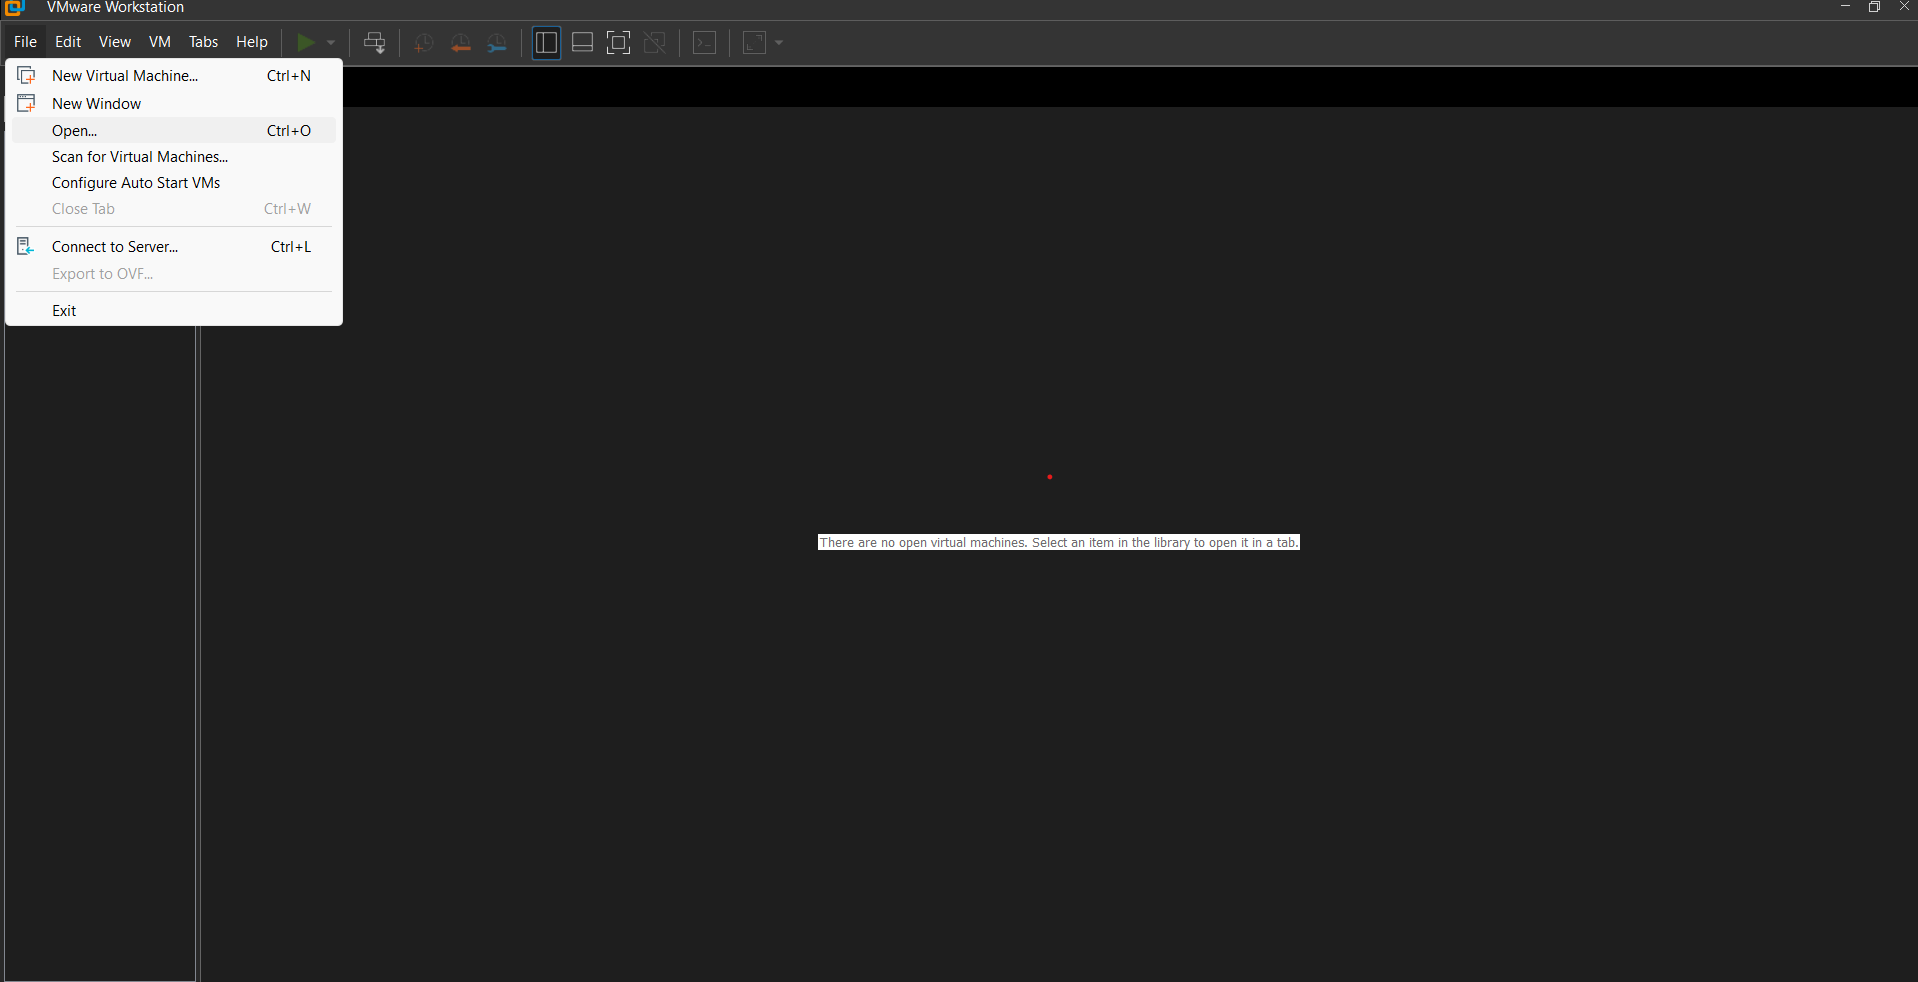 VMware Workstation
File Edit View VM Tabs Help
New Virtual Machine... Ctrl+N
New Window
Open... Ctrl+O
Scan for Virtual Machines...
Configure Auto Start VMs
Close Tab Ctrl+W
Connect to Server... Ctrl+L
Export to OVF...
Exit
There are no open virtual machines. Select an item in the library to open it in a tab.